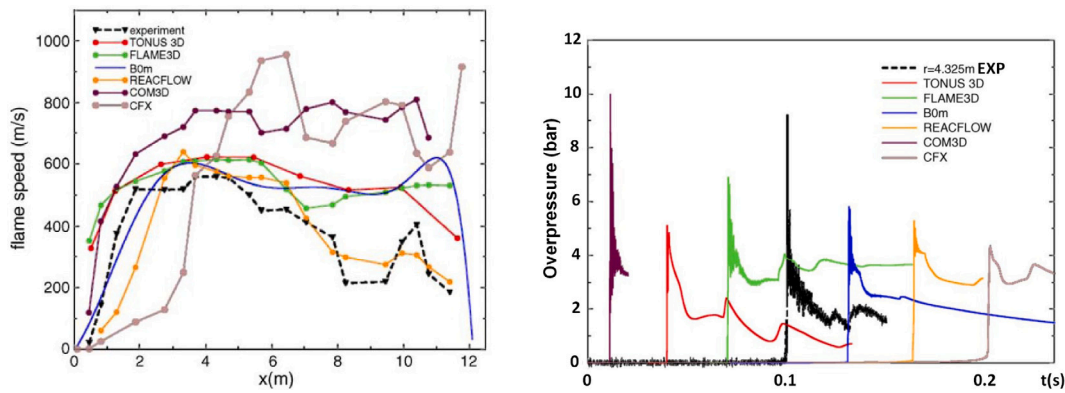 1000
800
600
400
200
0
flame speed (m/s)
experiment
TONUS 3D
FLAME3D
B0m
REACFLOW
COM3D
CFX
0 2 4 6 8 10 12
x(m)
12
10
8
6
4
2
0
Overpressure (bar)
r=4.325m EXP
TONUS 3D
FLAME3D
B0m
REACFLOW
COM3D
CFX
0 0.1 0.2 t(s)